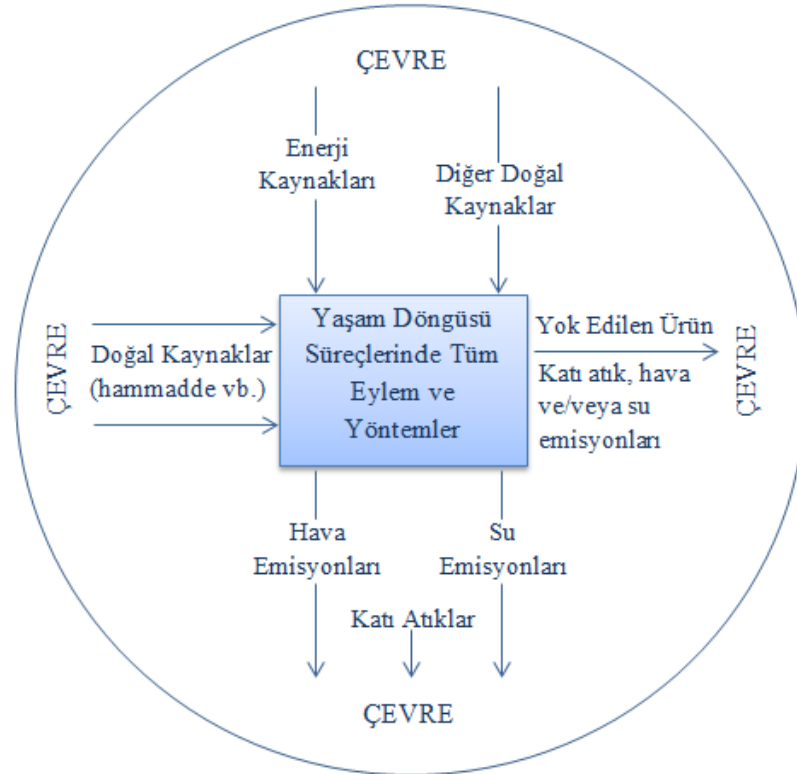 ÇEVRE
Enerji
Kaynakları
Diğer Doğal
Kaynaklar
ÇEVRE
Doğal Kaynaklar
(hammadde vb.)
Yaşam Döngüsü
Süreçlerinde Tüm
Eylem ve
Yöntemler
Yok Edilen Ürün
Katı atık, hava
ve/veya su
emisyonları
ÇEVRE
Hava
Emisyonları
Su
Emisyonları
Katı Atıklar
ÇEVRE